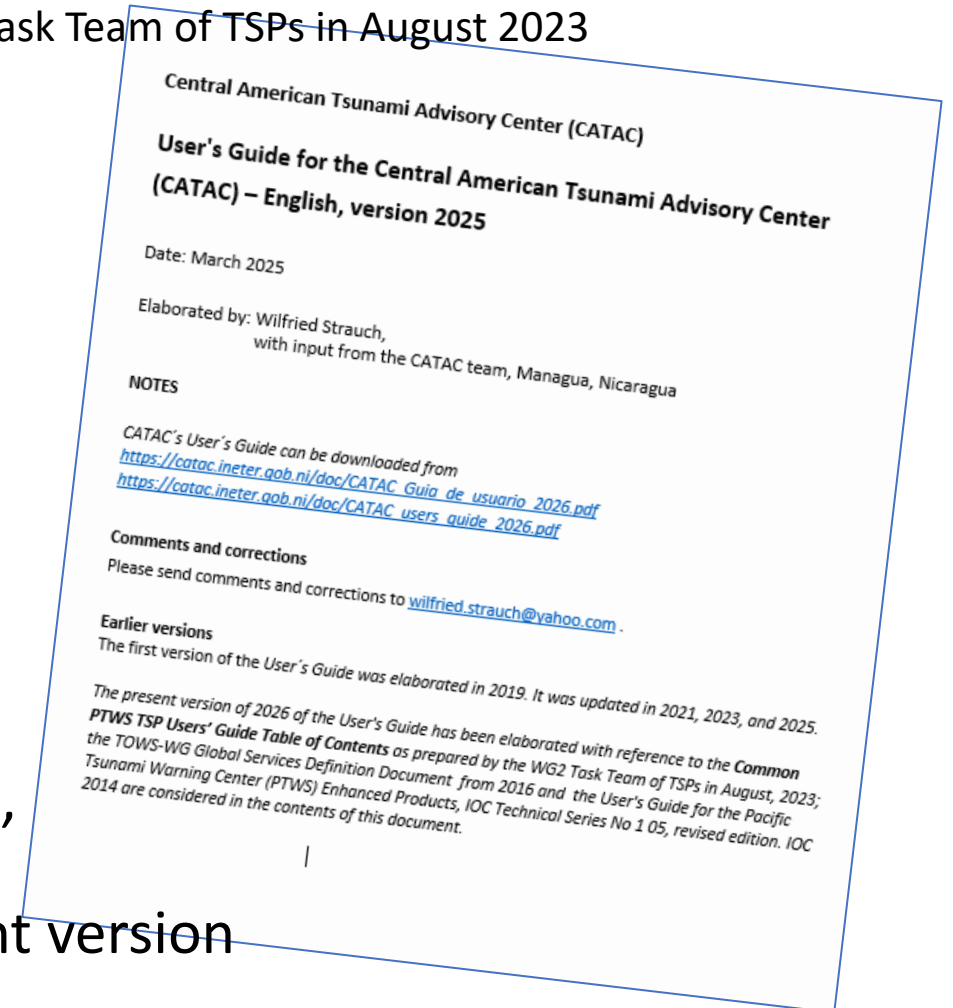 ask Team of TSPs in August 2023
Central American Tsunami Advisory Center (CATAC)
User's Guide for the Central American Tsunami Advisory Center
(CATAC) – English, version 2025
Date: March 2025
Elaborated by: Wilfried Strauch,
with input from the CATAC team, Managua, Nicaragua
NOTES
CATAC´s User´s Guide can be downloaded from
https://catac.ineter.gob.ni/doc/CATAC_Guia_de_usuario_2026.pdf
https://catac.ineter.gob.ni/doc/CATAC_users_guide_2026.pdf
Comments and corrections
Please send comments and corrections to wilfried.strauch@yahoo.com .
Earlier versions
The first version of the User´s Guide was elaborated in 2019. It was updated in 2021, 2023, and 2025.
The present version of 2026 of the User's Guide has been elaborated with reference to the Common
PTWS TSP Users’ Guide Table of Contents as prepared by the WG2 Task Team of TSPs in August, 2023;
the TOWS-WG Global Services Definition Document from 2016 and the User's Guide for the Pacific
Tsunami Warning Center (PTWS) Enhanced Products, IOC Technical Series No 1 05, revised edition. IOC
2014 are considered in the contents of this document.
,
nt version